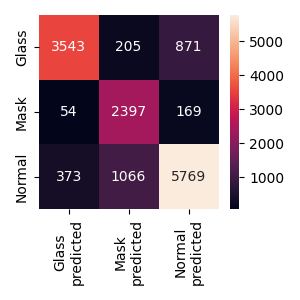 Glass 3543 205 871
Mask 54 2397 169
Normal 373 1066 5769
Glass predicted
Mask predicted
Normal predicted
5000
4000
3000
2000
1000